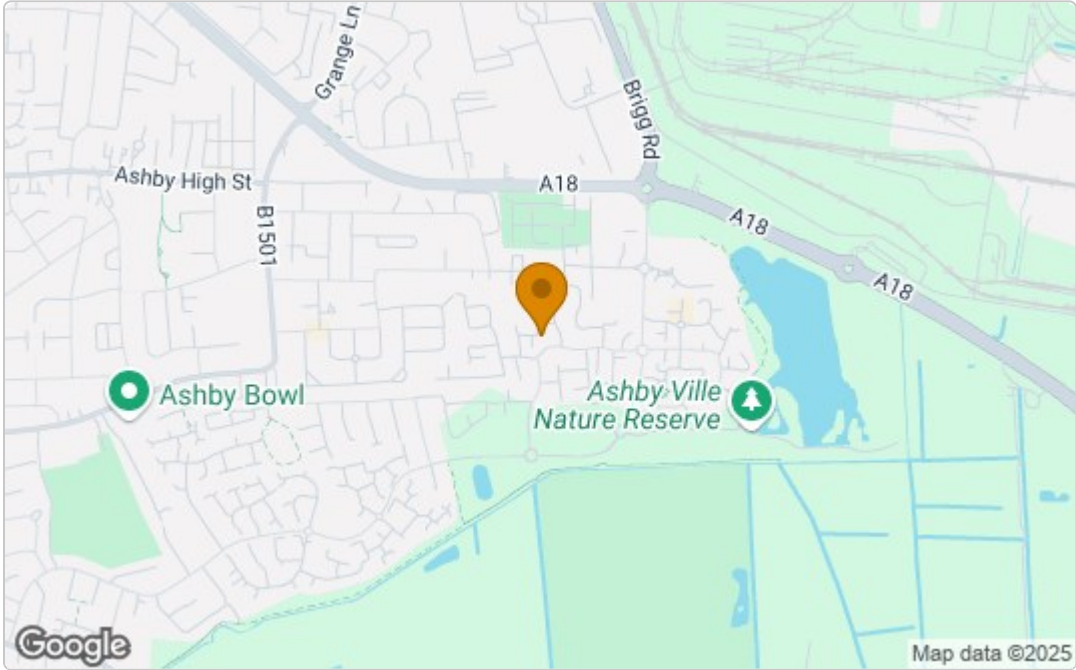 Grange Ln
Brigg Rd
Ashby High St
A18
A18
B1501
A18
Ashby Bowl
Ashby Ville
Nature Reserve
Google
Map data ©2025